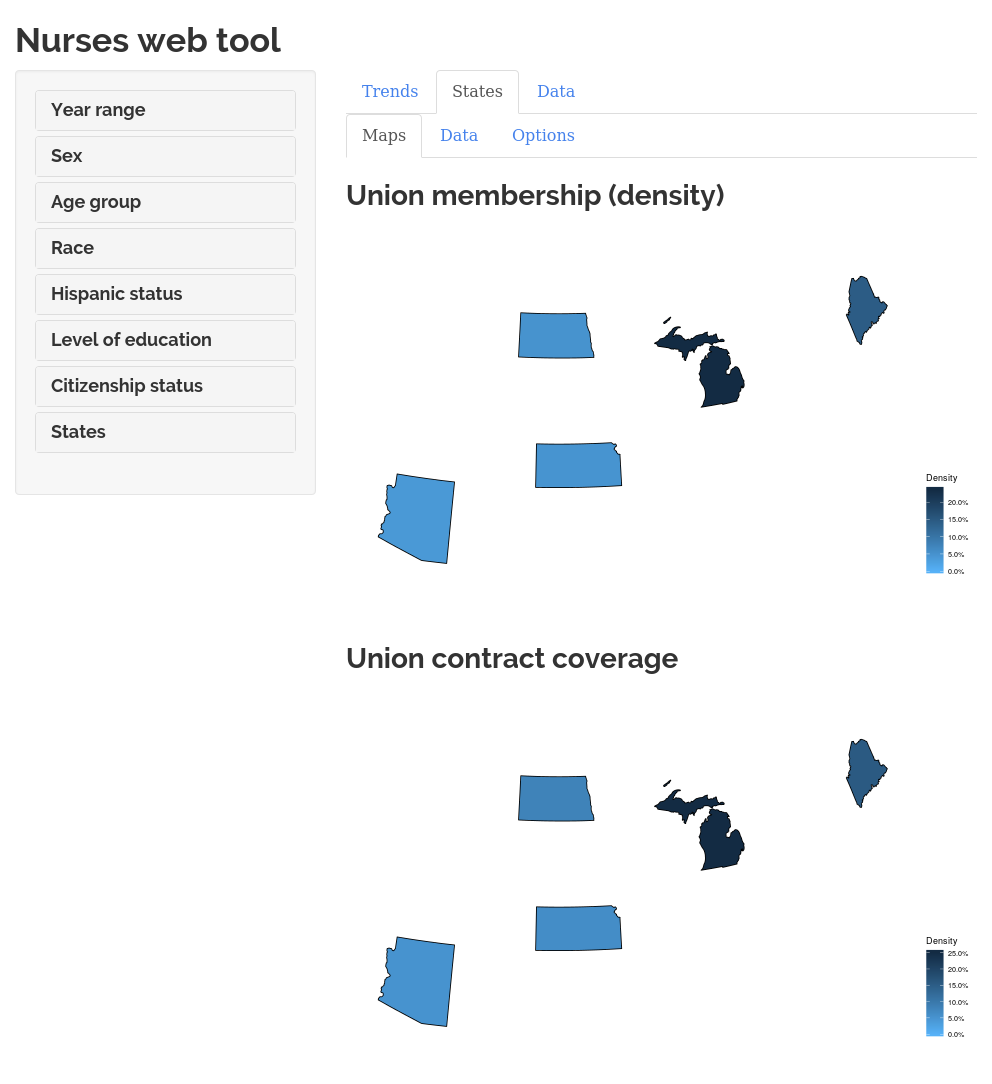 Nurses web tool
Year range
Sex
Age group
Race
Hispanic status
Level of education
Citizenship status
States
Trends States Data
Maps Data Options
Union membership (density)
Density
20.0%
15.0%
10.0%
5.0%
0.0%
Union contract coverage
Density
25.0%
20.0%
15.0%
10.0%
5.0%
0.0%